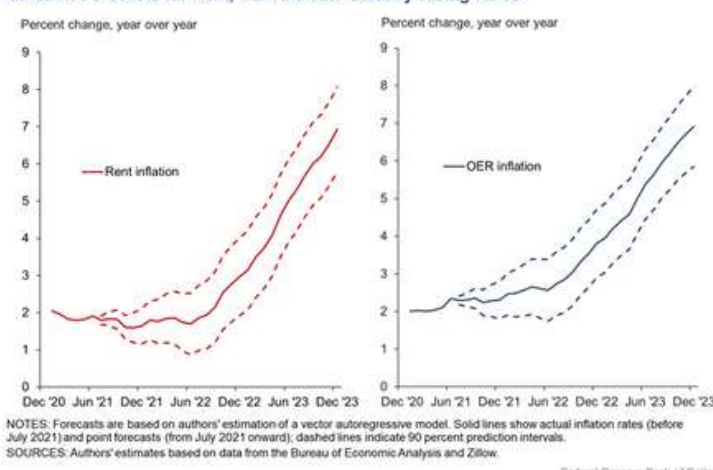 Percent change, year over year
Percent change, year over year
9
8
7
6
5
4
3
2
1
0
Rent inflation
Dec '20 Jun '21 Dec '21 Jun '22 Dec '22 Jun '23 Dec '23
9
8
7
6
5
4
3
2
1
0
OER inflation
Dec '20 Jun '21 Dec '21 Jun '22 Dec '22 Jun '23 Dec '23
NOTES: Forecasts are based on authors' estimation of a vector autoregressive model. Solid lines show actual inflation rates (before
July 2021) and point forecasts (from July 2021 onward); dashed lines indicate 90 percent prediction intervals.
SOURCES: Authors' estimates based on data from the Bureau of Economic Analysis and Zillow.